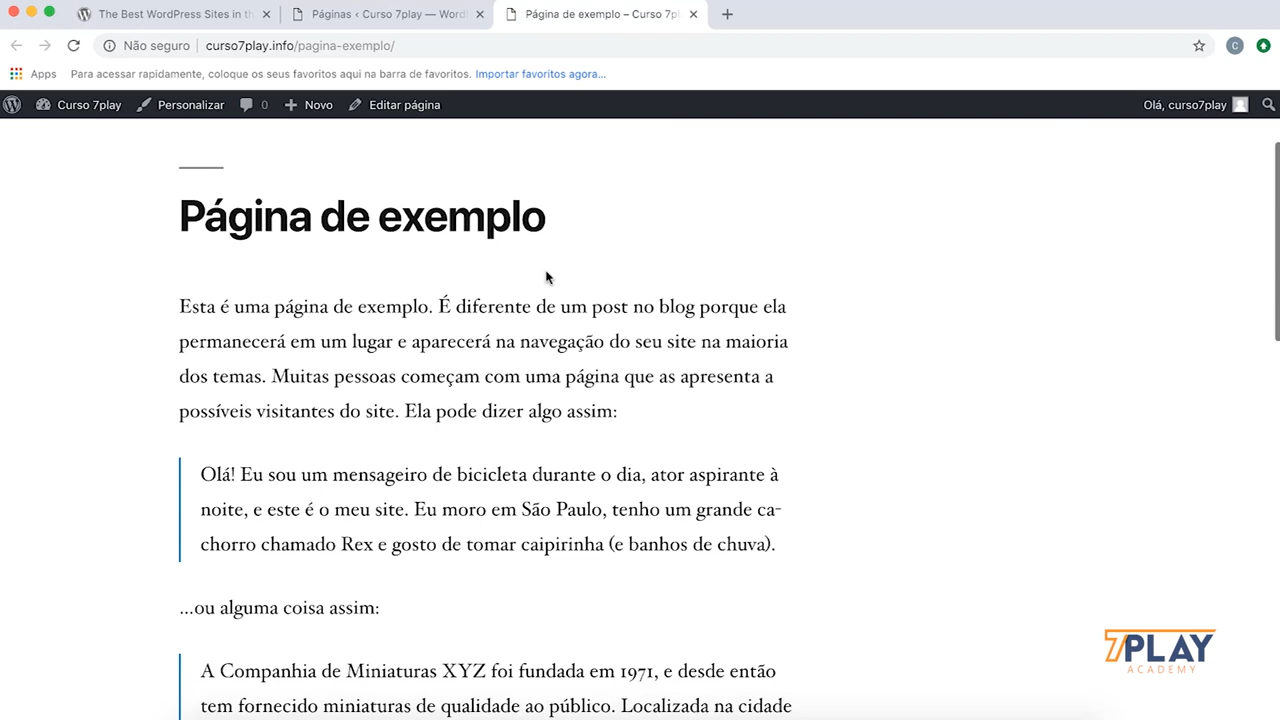 The Best WordPress Sites in th
Páginas ‹ Curso 7play — Word
Página de exemplo – Curso 7p
Não seguro
curso7play.info/pagina-exemplo/
C
Apps
Para acessar rapidamente, coloque os seus favoritos aqui na barra de favoritos. Importar favoritos agora...
Curso 7play
Personalizar
0
Novo
Editar página
Olá, curso7play
Página de exemplo
Esta é uma página de exemplo. É diferente de um post no blog porque ela
permanecerá em um lugar e aparecerá na navegação do seu site na maioria
dos temas. Muitas pessoas começam com uma página que as apresenta a
possíveis visitantes do site. Ela pode dizer algo assim:
Olá! Eu sou um mensageiro de bicicleta durante o dia, ator aspirante à
noite, e este é o meu site. Eu moro em São Paulo, tenho um grande ca-
chorro chamado Rex e gosto de tomar caipirinha (e banhos de chuva).
...ou alguma coisa assim:
A Companhia de Miniaturas XYZ foi fundada em 1971, e desde então
tem fornecido miniaturas de qualidade ao público. Localizada na cidade
7PLAY
ACADEMY